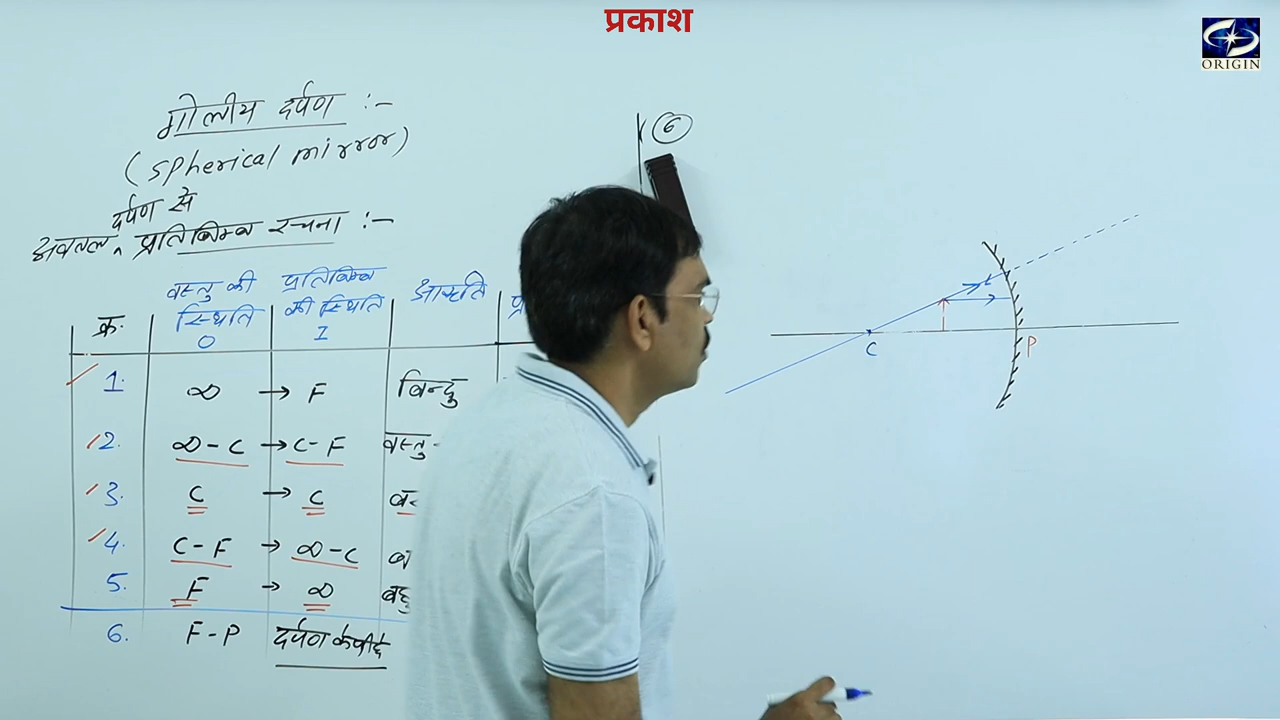 प्रकाश
ORIGIN
गोलीय दर्पण :-
(Spherical mirror)
दर्पण से
अवतल ^ प्रतिबिम्ब रचना :-
क्र. वस्तु की स्थिति O प्रतिबिम्ब की स्थिति I आकृति
1. ∞ → F बिन्दु
2. ∞ - C → C - F वस्तु-
3. C → C
4. C - F → ∞ - C
5. F → ∞
6. F - P दर्पण के पीछे
6
C
P